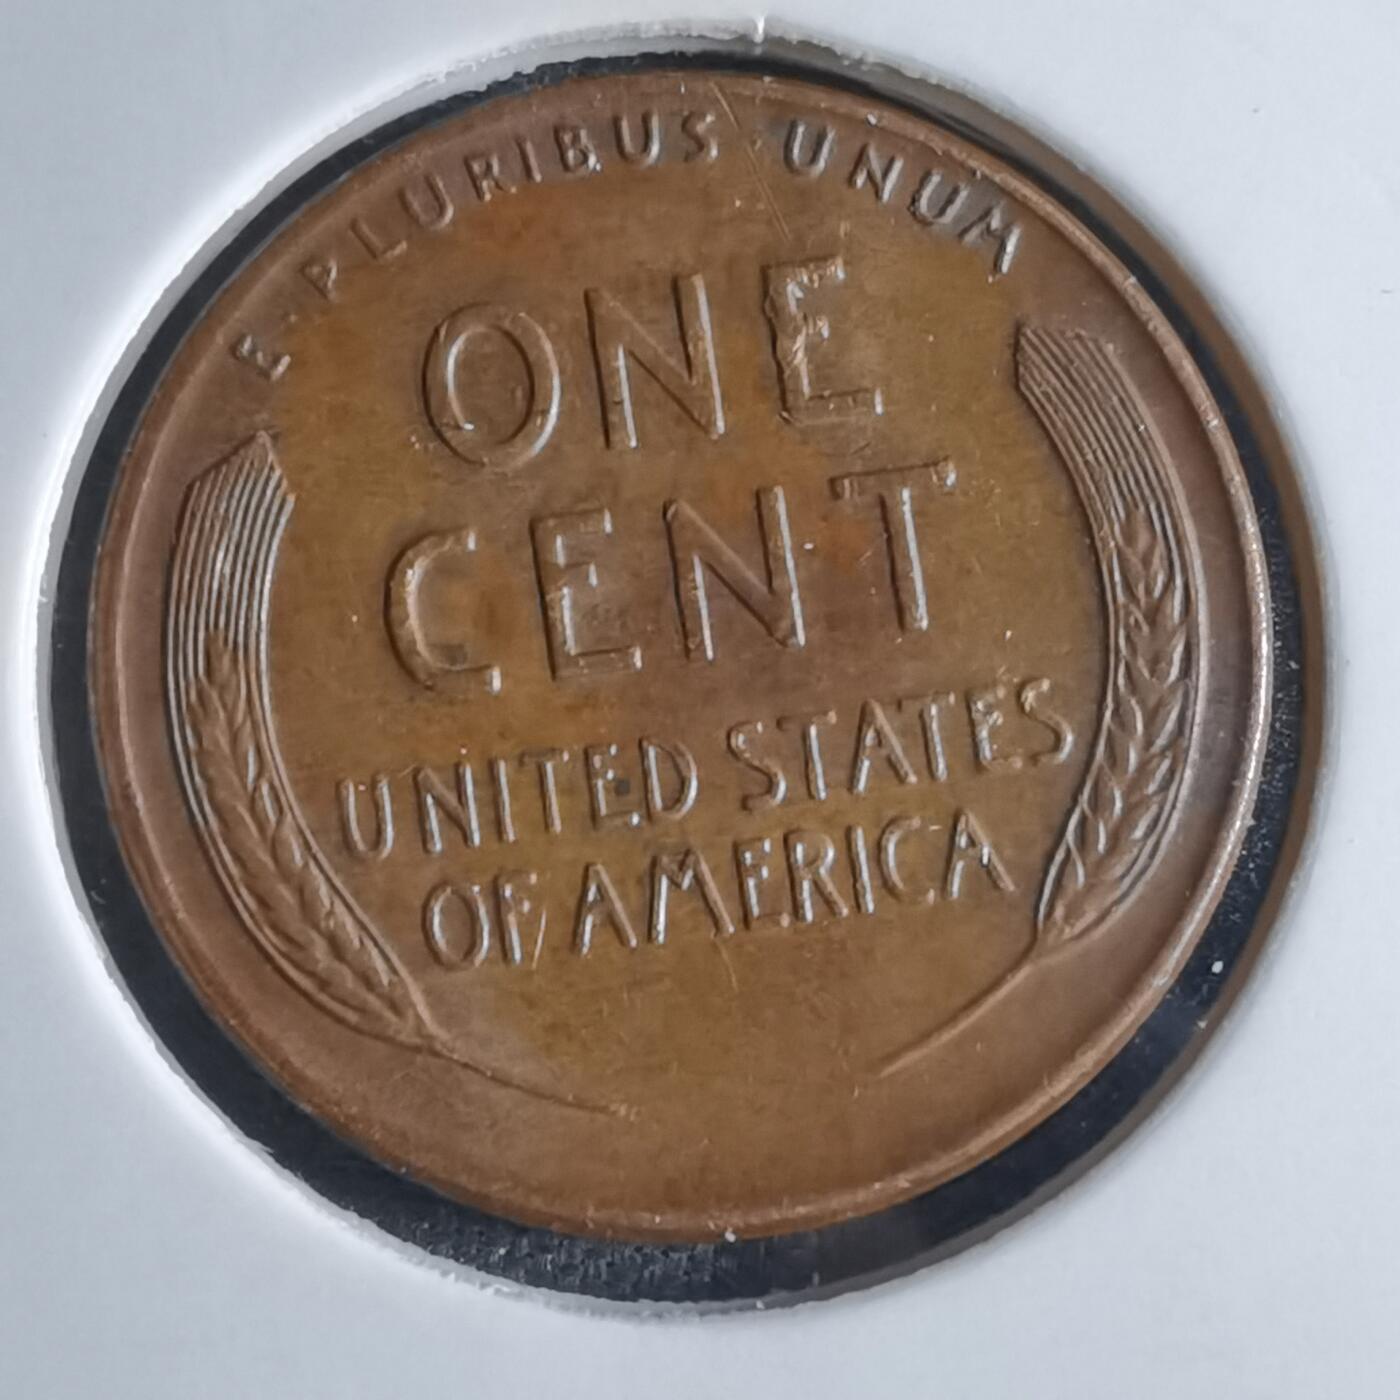 E·PLURIBUS·UNUM
ONE
CENT
UNITED STATES
OF AMERICA